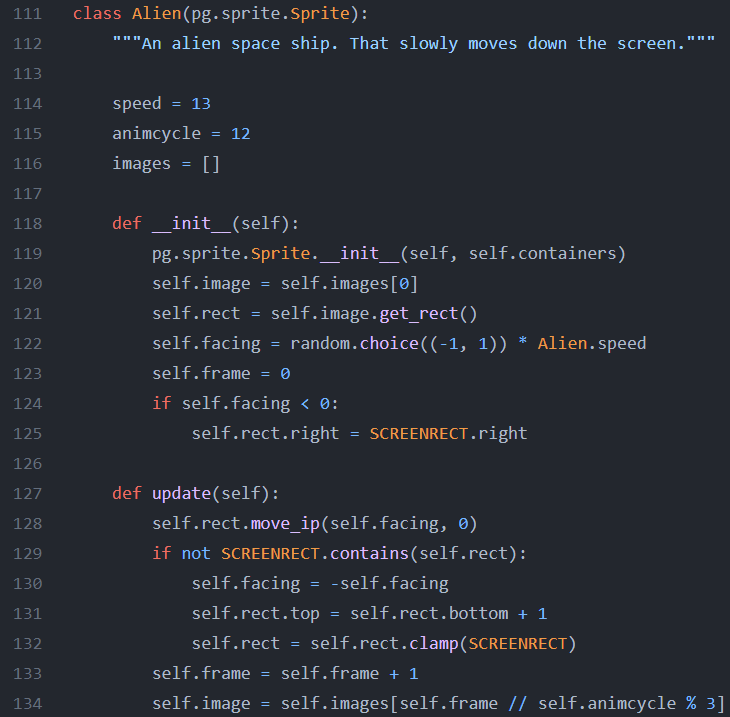 111 class Alien(pg.sprite.Sprite):
112     """An alien space ship. That slowly moves down the screen."""
113
114     speed = 13
115     animcycle = 12
116     images = []
117
118     def __init__(self):
119         pg.sprite.Sprite.__init__(self, self.containers)
120         self.image = self.images[0]
121         self.rect = self.image.get_rect()
122         self.facing = random.choice((-1, 1)) * Alien.speed
123         self.frame = 0
124         if self.facing < 0:
125             self.rect.right = SCREENRECT.right
126
127     def update(self):
128         self.rect.move_ip(self.facing, 0)
129         if not SCREENRECT.contains(self.rect):
130             self.facing = -self.facing
131             self.rect.top = self.rect.bottom + 1
132             self.rect = self.rect.clamp(SCREENRECT)
133         self.frame = self.frame + 1
134         self.image = self.images[self.frame // self.animcycle % 3]